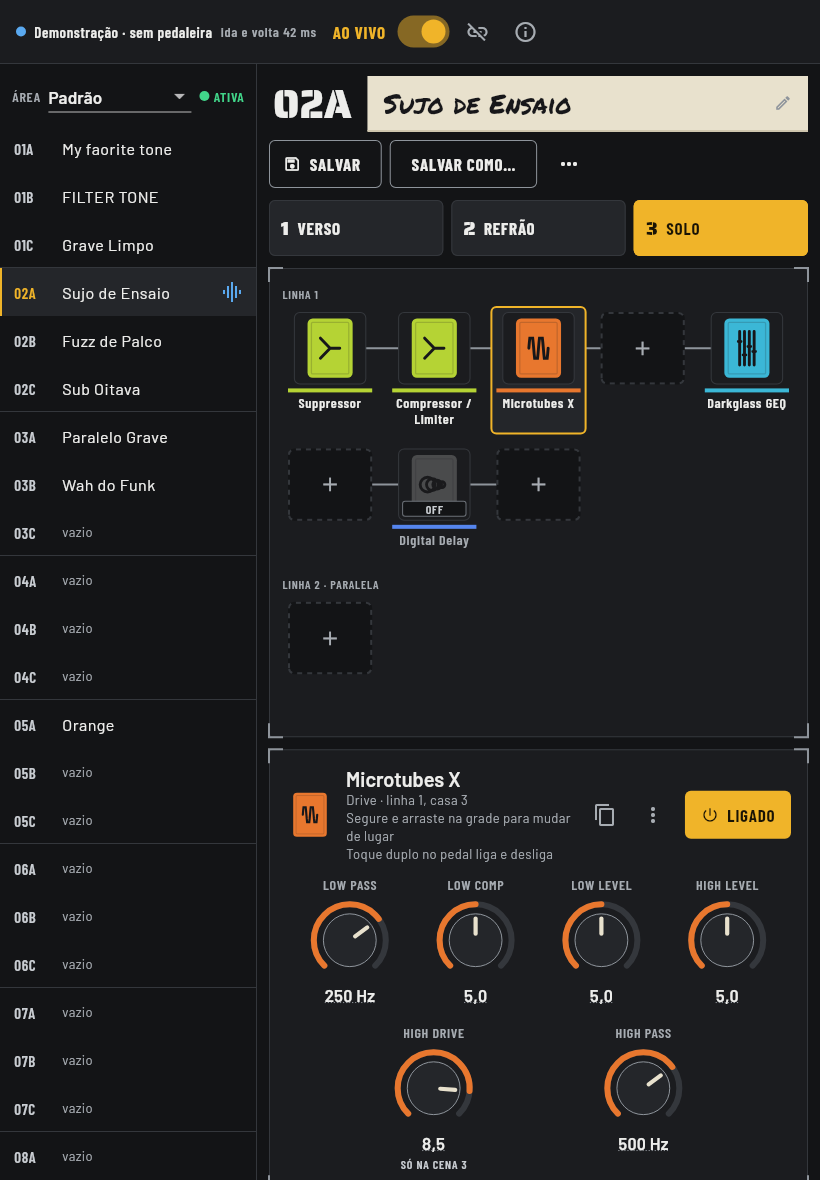 Demonstração · sem pedaleira Ida e volta 42 ms AO VIVO
ÁREA Padrão ATIVA
01A My faorite tone
01B FILTER TONE
01C Grave Limpo
02A Sujo de Ensaio
02B Fuzz de Palco
02C Sub Oitava
03A Paralelo Grave
03B Wah do Funk
03C vazio
04A vazio
04B vazio
04C vazio
05A Orange
05B vazio
05C vazio
06A vazio
06B vazio
06C vazio
07A vazio
07B vazio
07C vazio
08A vazio
02A Sujo de Ensaio
SALVAR SALVAR COMO...
1 VERSO 2 REFRÃO 3 SOLO
LINHA 1
Suppressor Compressor / Limiter Microtubes X Darkglass GEQ
OFF
Digital Delay
LINHA 2 · PARALELA
Microtubes X
Drive · linha 1, casa 3
Segure e arraste na grade para mudar
de lugar
Toque duplo no pedal liga e desliga
LIGADO
LOW PASS LOW COMP LOW LEVEL HIGH LEVEL
250 Hz 5,0 5,0 5,0
HIGH DRIVE HIGH PASS
8,5 500 Hz
SÓ NA CENA 3